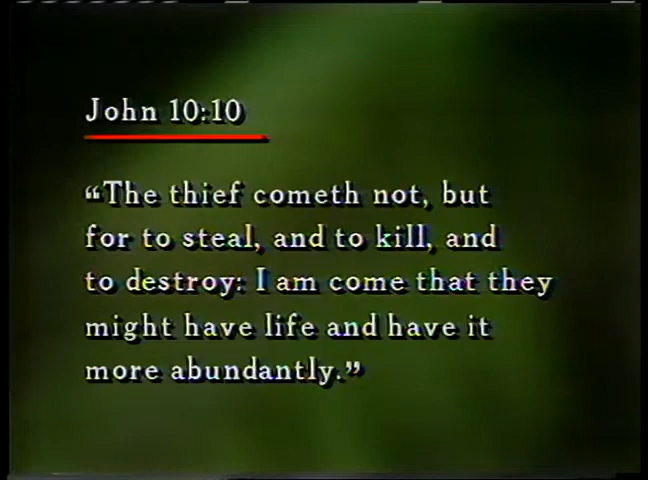 John 10:10
“The thief cometh not, but
for to steal, and to kill, and
to destroy: I am come that they
might have life and have it
more abundantly.”